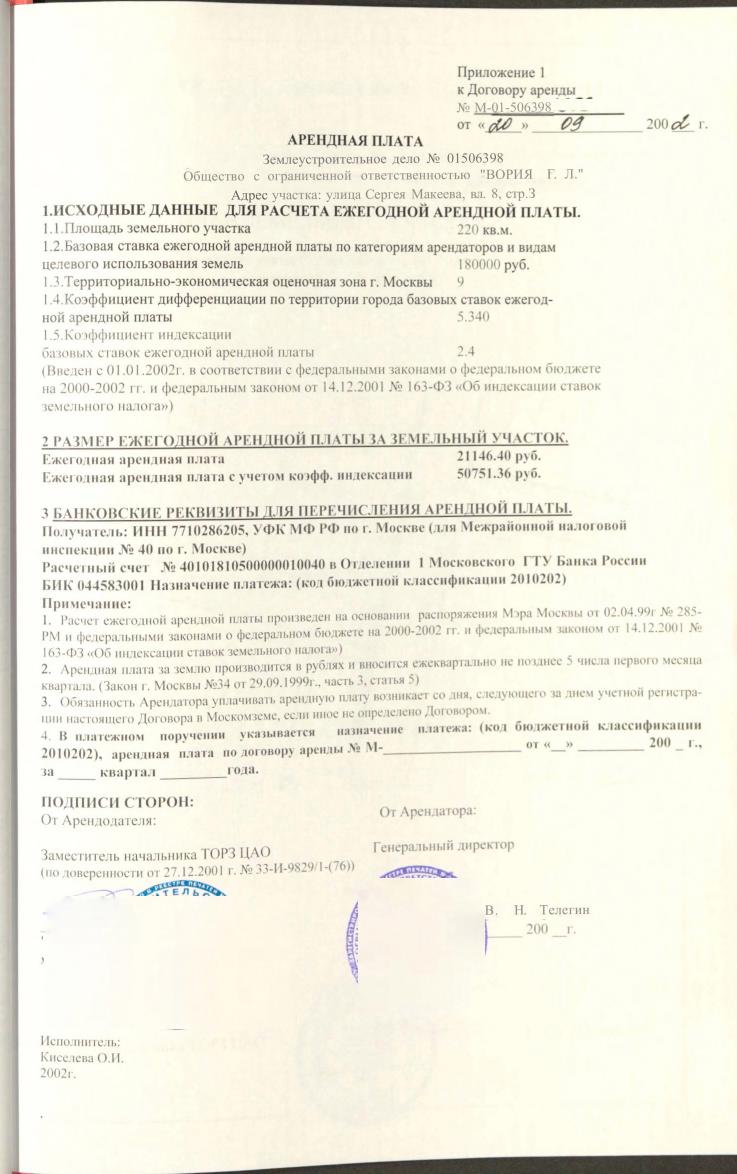 Приложение 1
к Договору аренды
№ М-01-506398
от «20» 09 2002 г.
АРЕНДНАЯ ПЛАТА
Землеустроительное дело № 01506398
Общество с ограниченной ответственностью "ВОРИЯ Г. Л."
Адрес участка: улица Сергея Макеева, вл. 8, стр.3
1.ИСХОДНЫЕ ДАННЫЕ ДЛЯ РАСЧЕТА ЕЖЕГОДНОЙ АРЕНДНОЙ ПЛАТЫ.
1.1.Площадь земельного участка 220 кв.м.
1.2.Базовая ставка ежегодной арендной платы по категориям арендаторов и видам
целевого использования земель 180000 руб.
1.3.Территориально-экономическая оценочная зона г. Москвы 9
1.4.Коэффициент дифференциации по территории города базовых ставок ежегод-
ной арендной платы 5.340
1.5.Коэффициент индексации
базовых ставок ежегодной арендной платы 2.4
(Введен с 01.01.2002г. в соответствии с федеральными законами о федеральном бюджете
на 2000-2002 гг. и федеральным законом от 14.12.2001 № 163-ФЗ «Об индексации ставок
земельного налога»)
2 РАЗМЕР ЕЖЕГОДНОЙ АРЕНДНОЙ ПЛАТЫ ЗА ЗЕМЕЛЬНЫЙ УЧАСТОК.
Ежегодная арендная плата 21146.40 руб.
Ежегодная арендная плата с учетом коэфф. индексации 50751.36 руб.
3 БАНКОВСКИЕ РЕКВИЗИТЫ ДЛЯ ПЕРЕЧИСЛЕНИЯ АРЕНДНОЙ ПЛАТЫ.
Получатель: ИНН 7710286205, УФК МФ РФ по г. Москве (для Межрайонной налоговой
инспекции № 40 по г. Москве)
Расчетный счет № 40101810500000010040 в Отделении 1 Московского ГТУ Банка России
БИК 044583001 Назначение платежа: (код бюджетной классификации 2010202)
Примечание:
1. Расчет ежегодной арендной платы произведен на основании распоряжения Мэра Москвы от 02.04.99г № 285-
РМ и федеральными законами о федеральном бюджете на 2000-2002 гг. и федеральным законом от 14.12.2001 №
163-ФЗ «Об индексации ставок земельного налога»)
2. Арендная плата за землю производится в рублях и вносится ежеквартально не позднее 5 числа первого месяца
квартала. (Закон г. Москвы №34 от 29.09.1999г., часть 3, статья 5)
3. Обязанность Арендатора уплачивать арендную плату возникает со дня, следующего за днем учетной регистра-
ции настоящего Договора в Москомземе, если иное не определено Договором.
4. В платежном поручении указывается назначение платежа: (код бюджетной классификации
2010202), арендная плата по договору аренды № М-____________________ от «__» __________ 200 _ г.,
за ______ квартал __________года.
ПОДПИСИ СТОРОН:
От Арендодателя: От Арендатора:
Заместитель начальника ТОРЗ ЦАО Генеральный директор
(по доверенности от 27.12.2001 г. № 33-И-9829/1-(76))
В. Н. Телегин
_____ 200 __г.
Исполнитель:
Киселева О.И.
2002г.